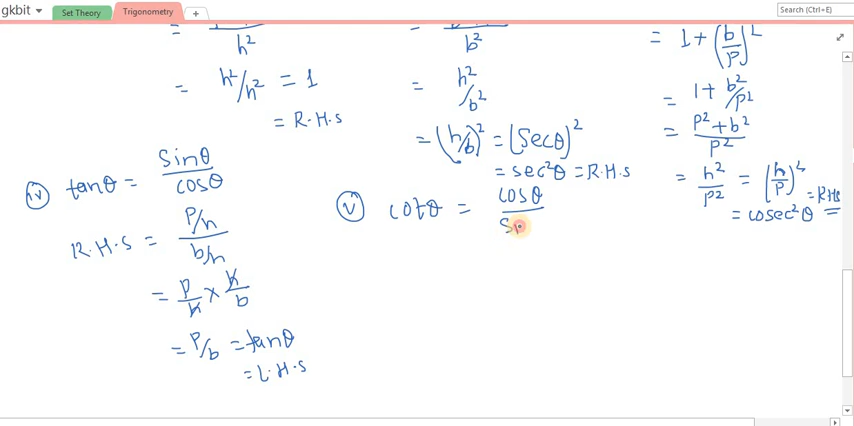 gkbit
Set Theory
Trigonometry
+
Search (Ctrl+E)
h²
= h²/h² = 1
= R.H.S
b²
= h²/b²
= (h/b)² = (Secθ)²
= sec²θ = R.H.S
= 1 + (b/p)²
= 1 + b²/p²
= p² + b²/p²
= h²/p² = (h/p)² = RHS
= cosec²θ
(iv) tanθ = Sinθ/cosθ
R.H.S = P/h / b/h
= P/h × h/b
= P/b = tanθ
= L.H.S
(v) cotθ = cosθ